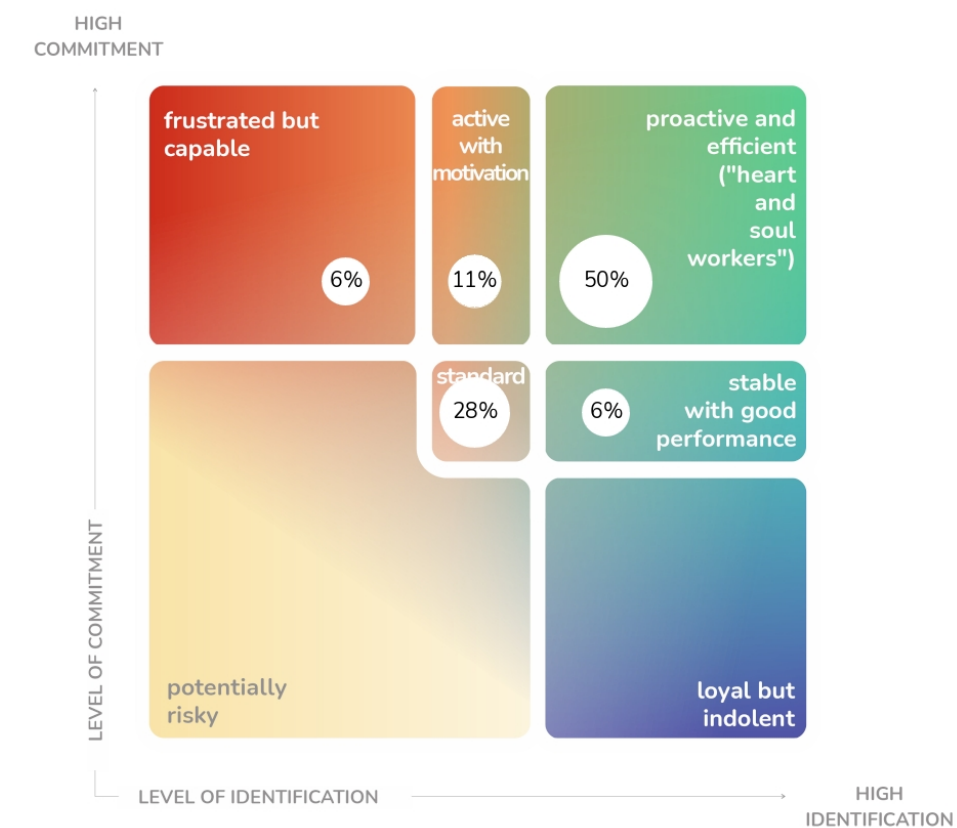 HIGH
COMMITMENT
frustrated but
capable
6%
active
with
motivation
11%
proactive and
efficient
("heart
and
soul
workers")
50%
standard
28%
stable
with good
performance
6%
potentially
risky
loyal but
indolent
LEVEL OF COMMITMENT
LEVEL OF IDENTIFICATION
HIGH
IDENTIFICATION